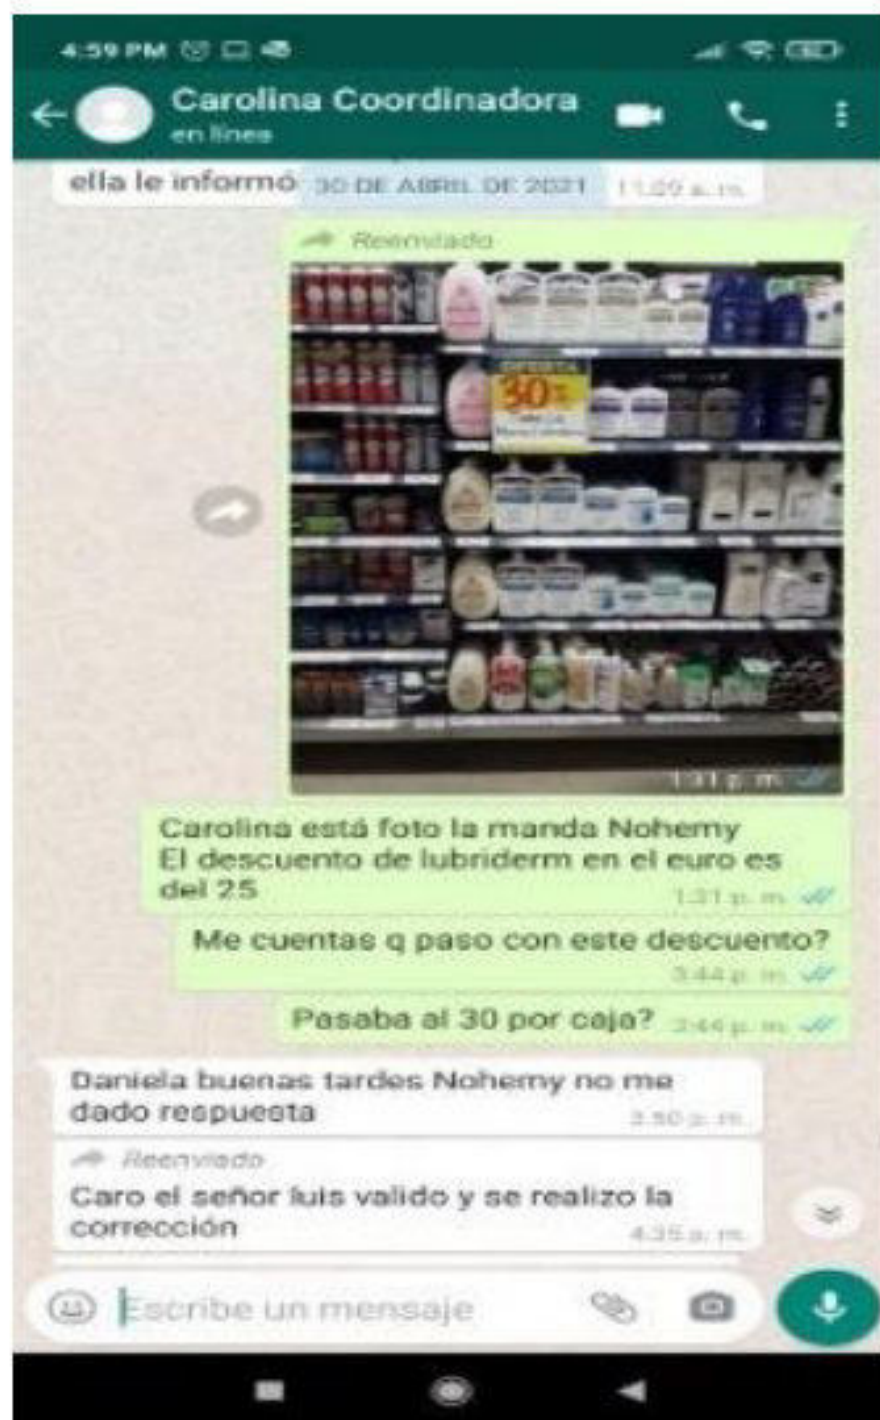 4:59 PM
Carolina Coordinadora
en línea
ella le informó
30 DE ABRIL DE 2021
11:09 a. m.
Reenviado
30%
1:31 p. m.
Carolina está foto la manda Nohemy
El descuento de lubriderm en el euro es
del 25
1:31 p. m.
Me cuentas q paso con este descuento?
3:44 p. m.
Pasaba al 30 por caja?
Daniela buenas tardes Nohemy no me
dado respuesta
3:50 p. m.
Reenviado
Caro el señor luis valido y se realizo la
corrección
4:35 p. m.
Escribe un mensaje